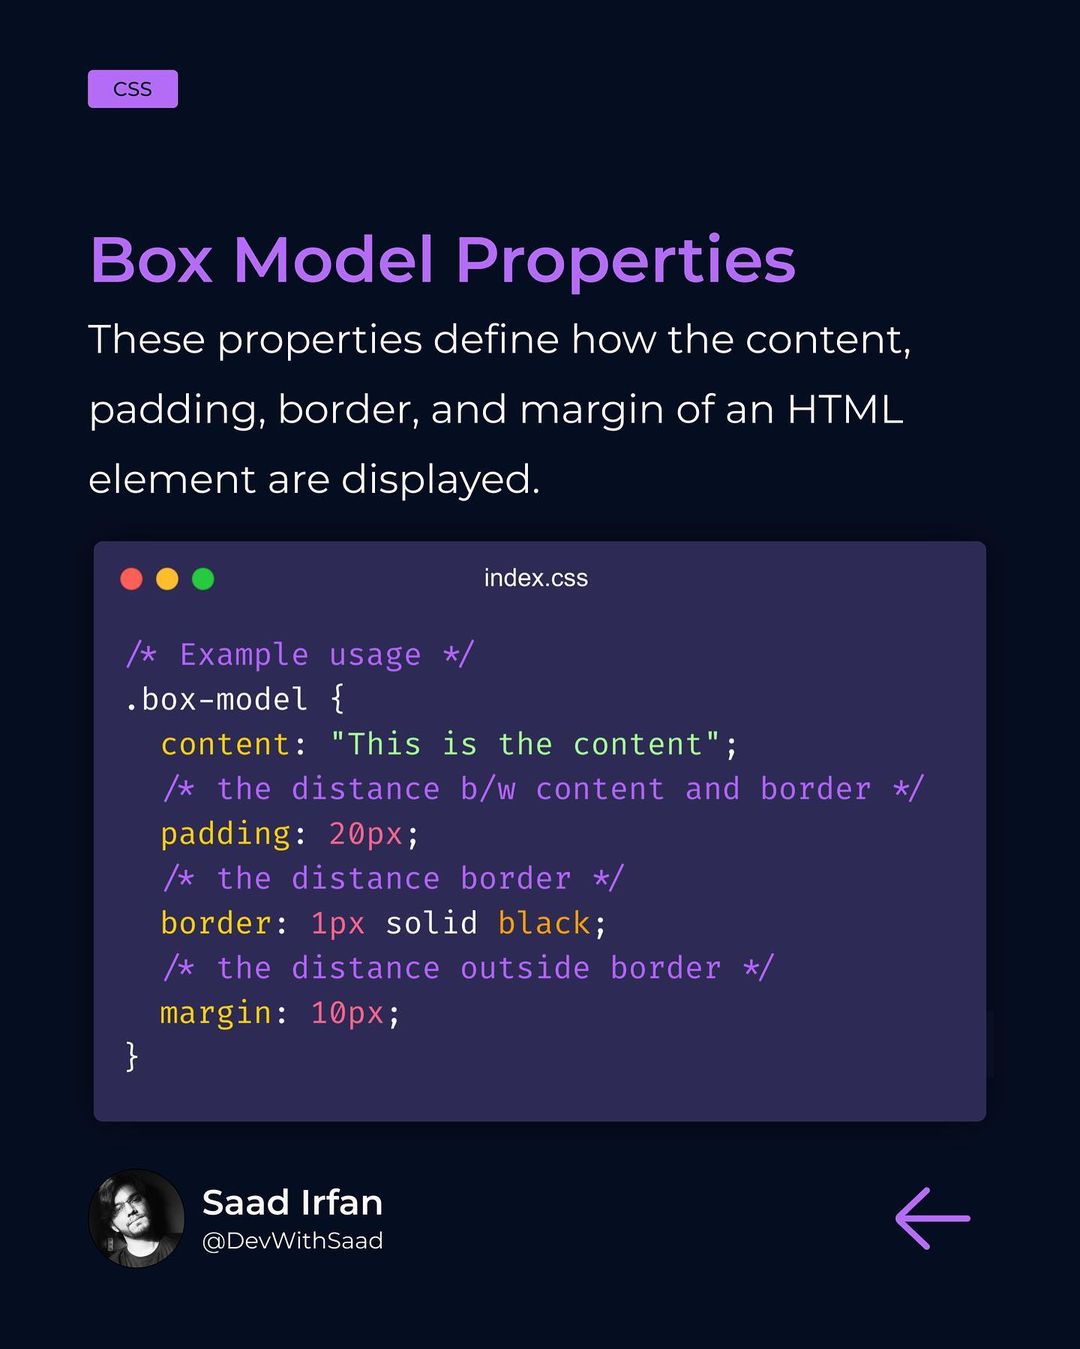 CSS
Box Model Properties
These properties define how the content,
padding, border, and margin of an HTML
element are displayed.
index.css
/* Example usage */
.box-model {
  content: "This is the content";
  /* the distance b/w content and border */
  padding: 20px;
  /* the distance border */
  border: 1px solid black;
  /* the distance outside border */
  margin: 10px;
}
Saad Irfan
@DevWithSaad